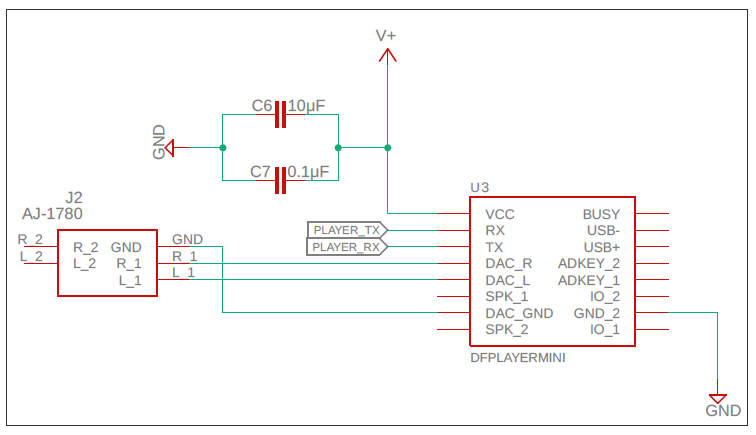 V+
C6 10µF
GND
C7 0.1µF
J2
AJ-1780
U3
R_2 R_2 GND GND
L_2 L_2 R_1 R_1
L_1 L_1
PLAYER_TX
PLAYER_RX
VCC BUSY
RX USB-
TX USB+
DAC_R ADKEY_2
DAC_L ADKEY_1
SPK_1 IO_2
DAC_GND GND_2
SPK_2 IO_1
DFPLAYERMINI
GND